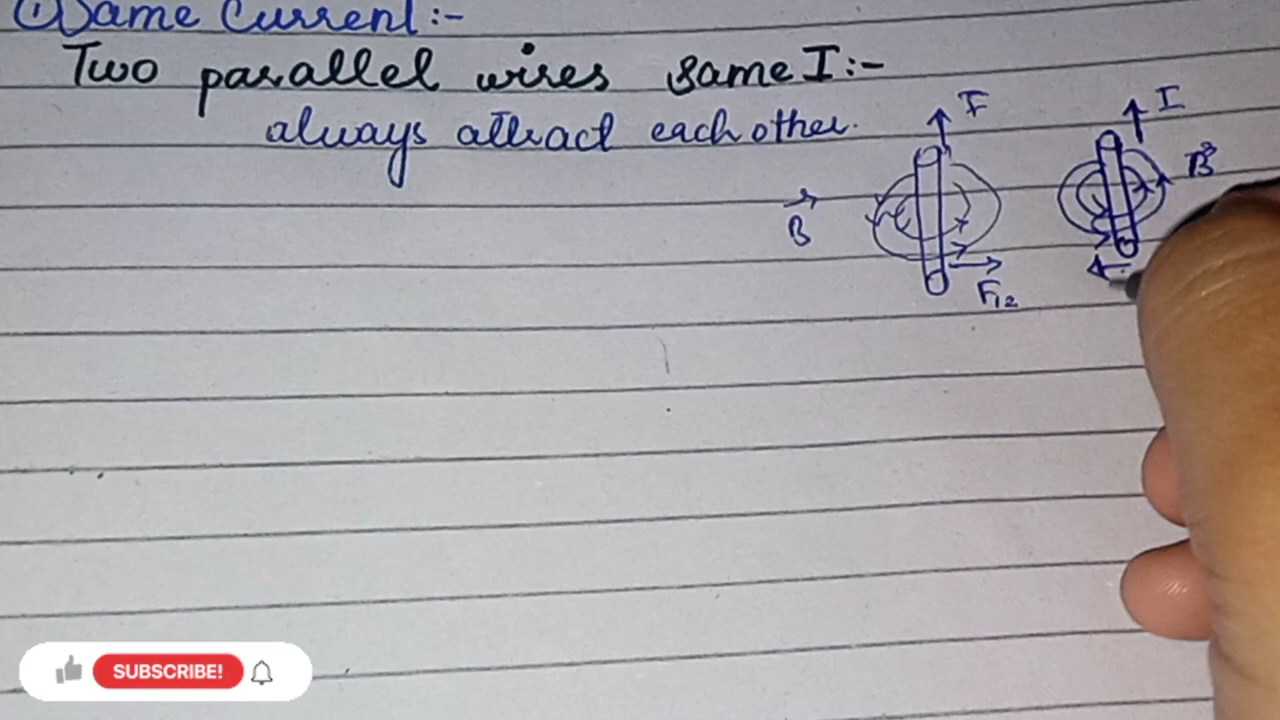 ① Same Current:-
Two parallel wires same I:-
always attract each other.
I
I
B
B
F12
SUBSCRIBE!